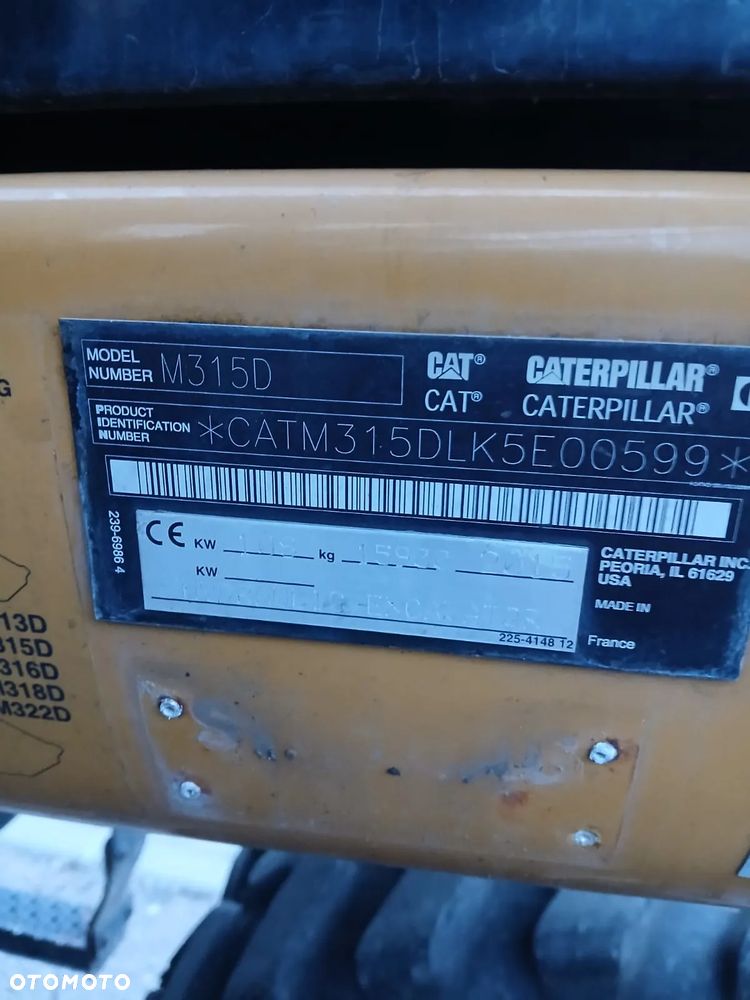 G
MODEL NUMBER M315D
CAT® CATERPILLAR®
CAT® CATERPILLAR®
PRODUCT IDENTIFICATION NUMBER *CATM315DLK5E00599*
239-6986 4
CE KW kg
KW
CATERPILLAR INC.
PEORIA, IL 61629
USA
MADE IN
France
225-4148 12
13D
315D
316D
M318D
M322D
OTOMOTO